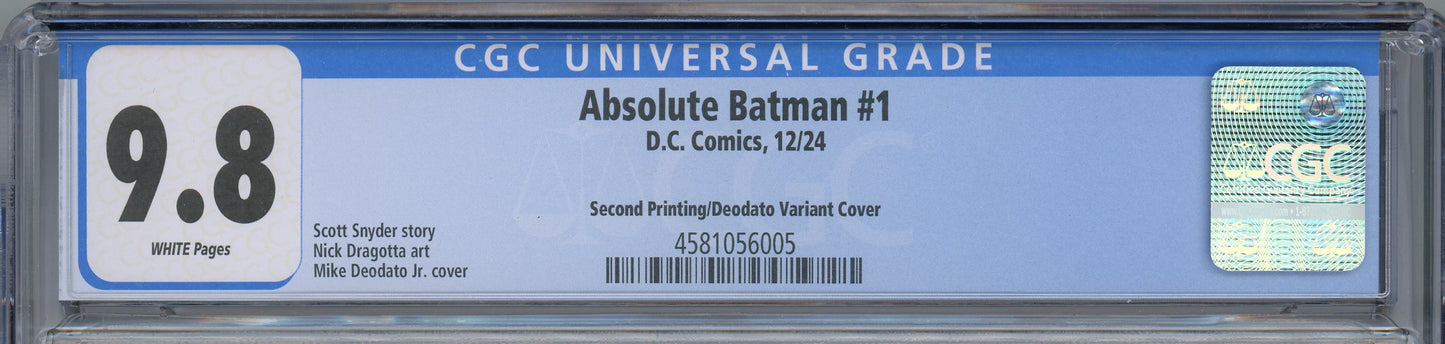 CGC UNIVERSAL GRADE
9.8
WHITE Pages
Absolute Batman #1
D.C. Comics, 12/24
Second Printing/Deodato Variant Cover
4581056005
Scott Snyder story
Nick Dragotta art
Mike Deodato Jr. cover
CGC